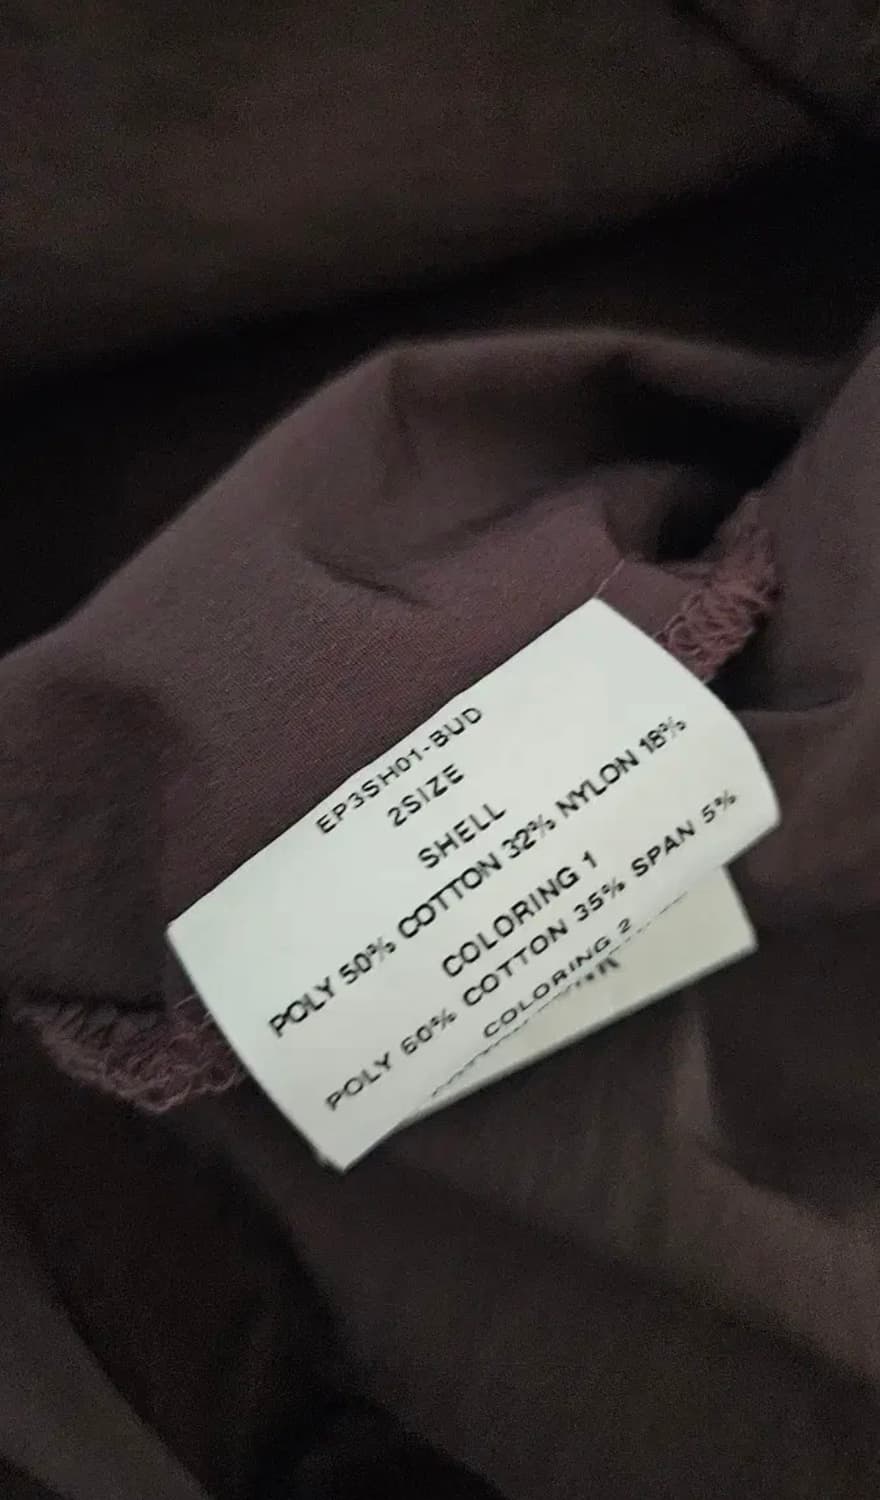 EP3SH01-BUD
2SIZE
SHELL
POLY 50% COTTON 32% NYLON 18%
COLORING 1
POLY 60% COTTON 35% SPAN 5%
COLORING 2